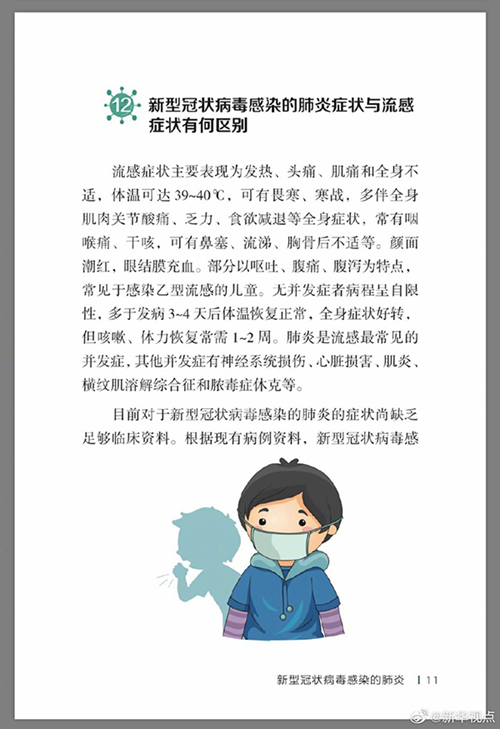 12 新型冠状病毒感染的肺炎症状与流感
症状有何区别
流感症状主要表现为发热、头痛、肌痛和全身不
适，体温可达 39~40℃，可有畏寒、寒战，多伴全身
肌肉关节酸痛、乏力、食欲减退等全身症状，常有咽
喉痛、干咳，可有鼻塞、流涕、胸骨后不适等。颜面
潮红，眼结膜充血。部分以呕吐、腹痛、腹泻为特点，
常见于感染乙型流感的儿童。无并发症者病程呈自限
性，多于发病 3~4 天后体温恢复正常，全身症状好转，
但咳嗽、体力恢复常需 1~2 周。肺炎是流感最常见的
并发症，其他并发症有神经系统损伤、心脏损害、肌炎、
横纹肌溶解综合征和脓毒症休克等。
目前对于新型冠状病毒感染的肺炎的症状尚缺乏
足够临床资料。根据现有病例资料，新型冠状病毒感
新型冠状病毒感染的肺炎 | 11
@新华视点